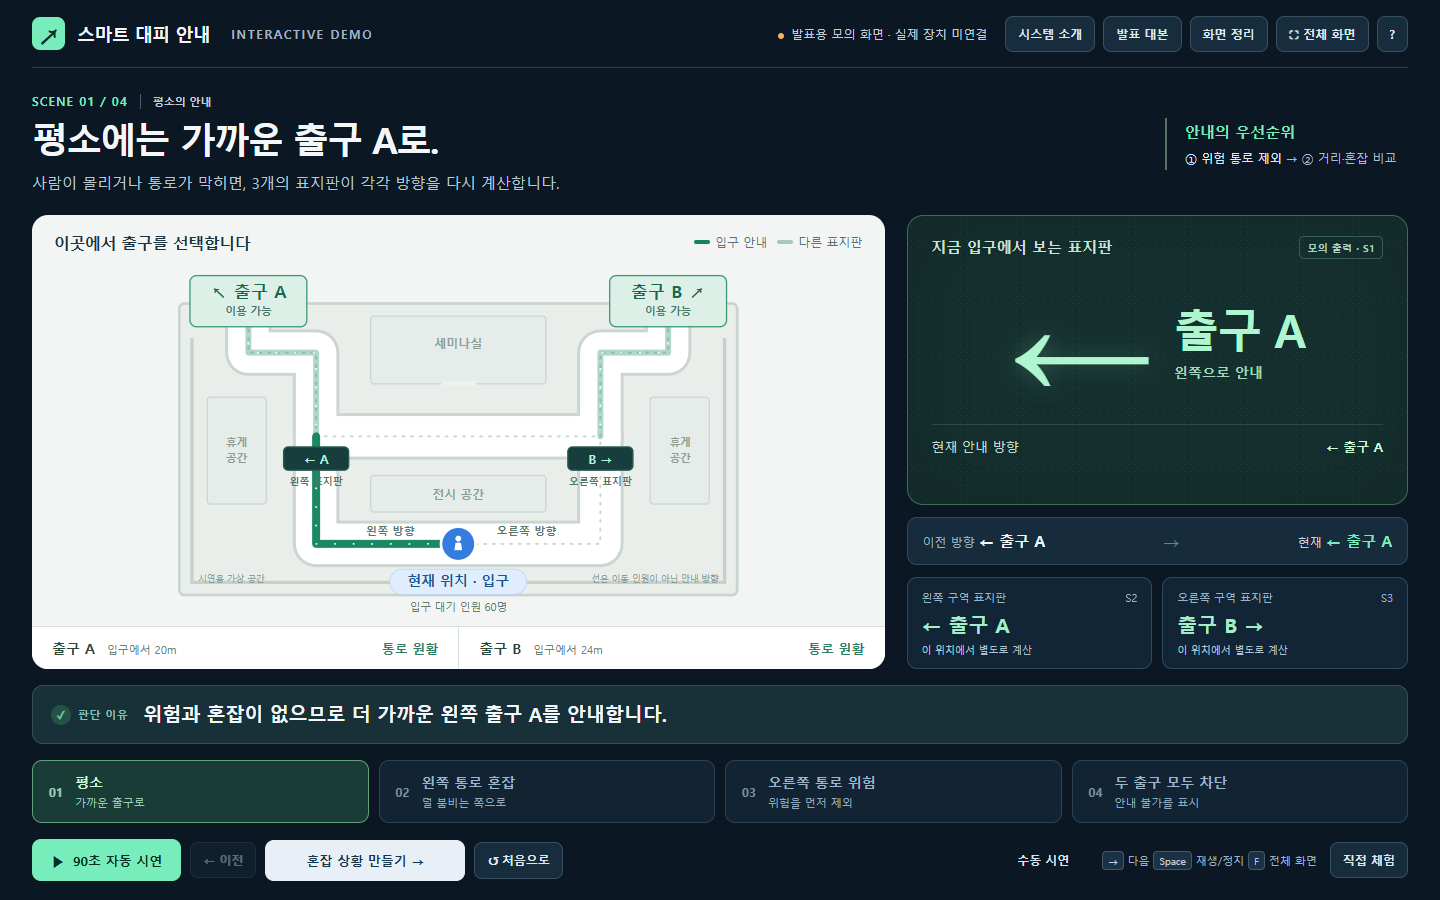 스마트 대피 안내 INTERACTIVE DEMO
발표용 모의 화면 · 실제 장치 미연결
시스템 소개
발표 대본
화면 정리
전체 화면
?
SCENE 01 / 04 평소의 안내
평소에는 가까운 출구 A로.
사람이 몰리거나 통로가 막히면, 3개의 표지판이 각각 방향을 다시 계산합니다.
안내의 우선순위
① 위험 통로 제외 → ② 거리·혼잡 비교
이곳에서 출구를 선택합니다
입구 안내 다른 표지판
↖ 출구 A
이용 가능
출구 B ↗
이용 가능
세미나실
휴게
공간
휴게
공간
← A
왼쪽 표지판
B →
오른쪽 표지판
전시 공간
왼쪽 방향
오른쪽 방향
시연용 가상 공간
현재 위치 · 입구
선은 이동 인원이 아닌 안내 방향
입구 대기 인원 60명
출구 A 입구에서 20m 통로 원활
출구 B 입구에서 24m 통로 원활
지금 입구에서 보는 표지판
모의 출력 · S1
← 출구 A
왼쪽으로 안내
현재 안내 방향 ← 출구 A
이전 방향 ← 출구 A → 현재 ← 출구 A
왼쪽 구역 표지판 S2
← 출구 A
이 위치에서 별도로 계산
오른쪽 구역 표지판 S3
출구 B →
이 위치에서 별도로 계산
✓ 판단 이유 위험과 혼잡이 없으므로 더 가까운 왼쪽 출구 A를 안내합니다.
01 평소
가까운 출구로
02 왼쪽 통로 혼잡
덜 붐비는 쪽으로
03 오른쪽 통로 위험
위험을 먼저 제외
04 두 출구 모두 차단
안내 불가를 표시
▶ 90초 자동 시연
← 이전
혼잡 상황 만들기 →
↺ 처음으로
수동 시연
→ 다음 Space 재생/정지 F 전체 화면
직접 체험